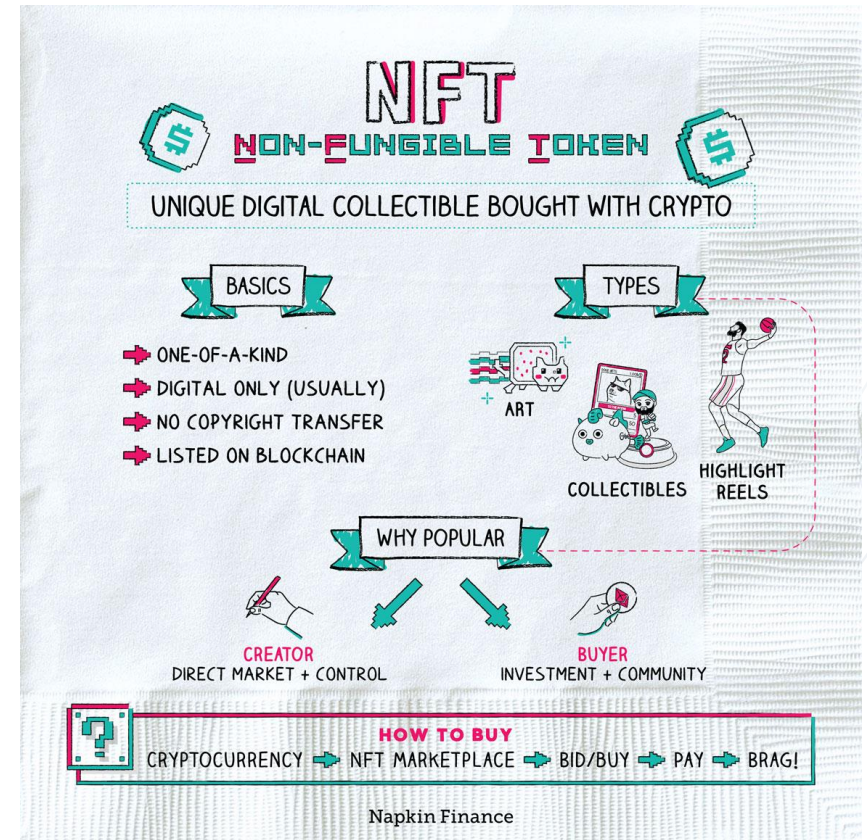 NFT
NON-FUNGIBLE TOKEN
UNIQUE DIGITAL COLLECTIBLE BOUGHT WITH CRYPTO
BASICS
ONE-OF-A-KIND
DIGITAL ONLY (USUALLY)
NO COPYRIGHT TRANSFER
LISTED ON BLOCKCHAIN
TYPES
ART
COLLECTIBLES
HIGHLIGHT
REELS
WHY POPULAR
CREATOR
DIRECT MARKET + CONTROL
BUYER
INVESTMENT + COMMUNITY
?
HOW TO BUY
CRYPTOCURRENCY NFT MARKETPLACE BID/BUY PAY BRAG!
Napkin Finance